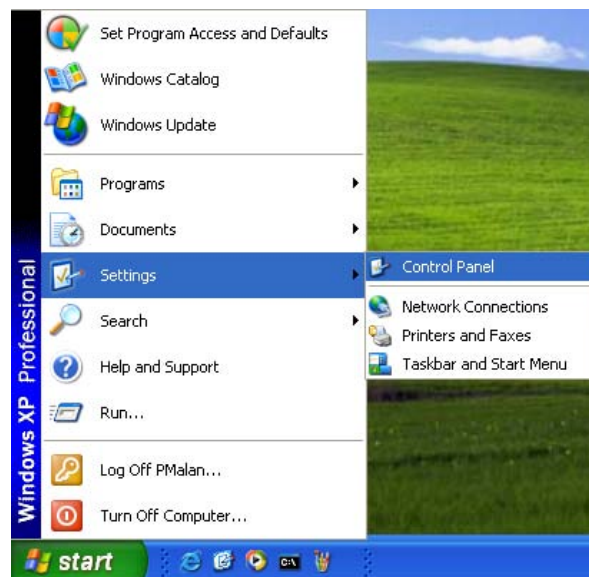 Set Program Access and Defaults
Windows Catalog
Windows Update
Programs
Documents
Settings
Search
Help and Support
Run...
Log Off PMalan...
Turn Off Computer...
Control Panel
Network Connections
Printers and Faxes
Taskbar and Start Menu
Windows XP Professional
start
C:\